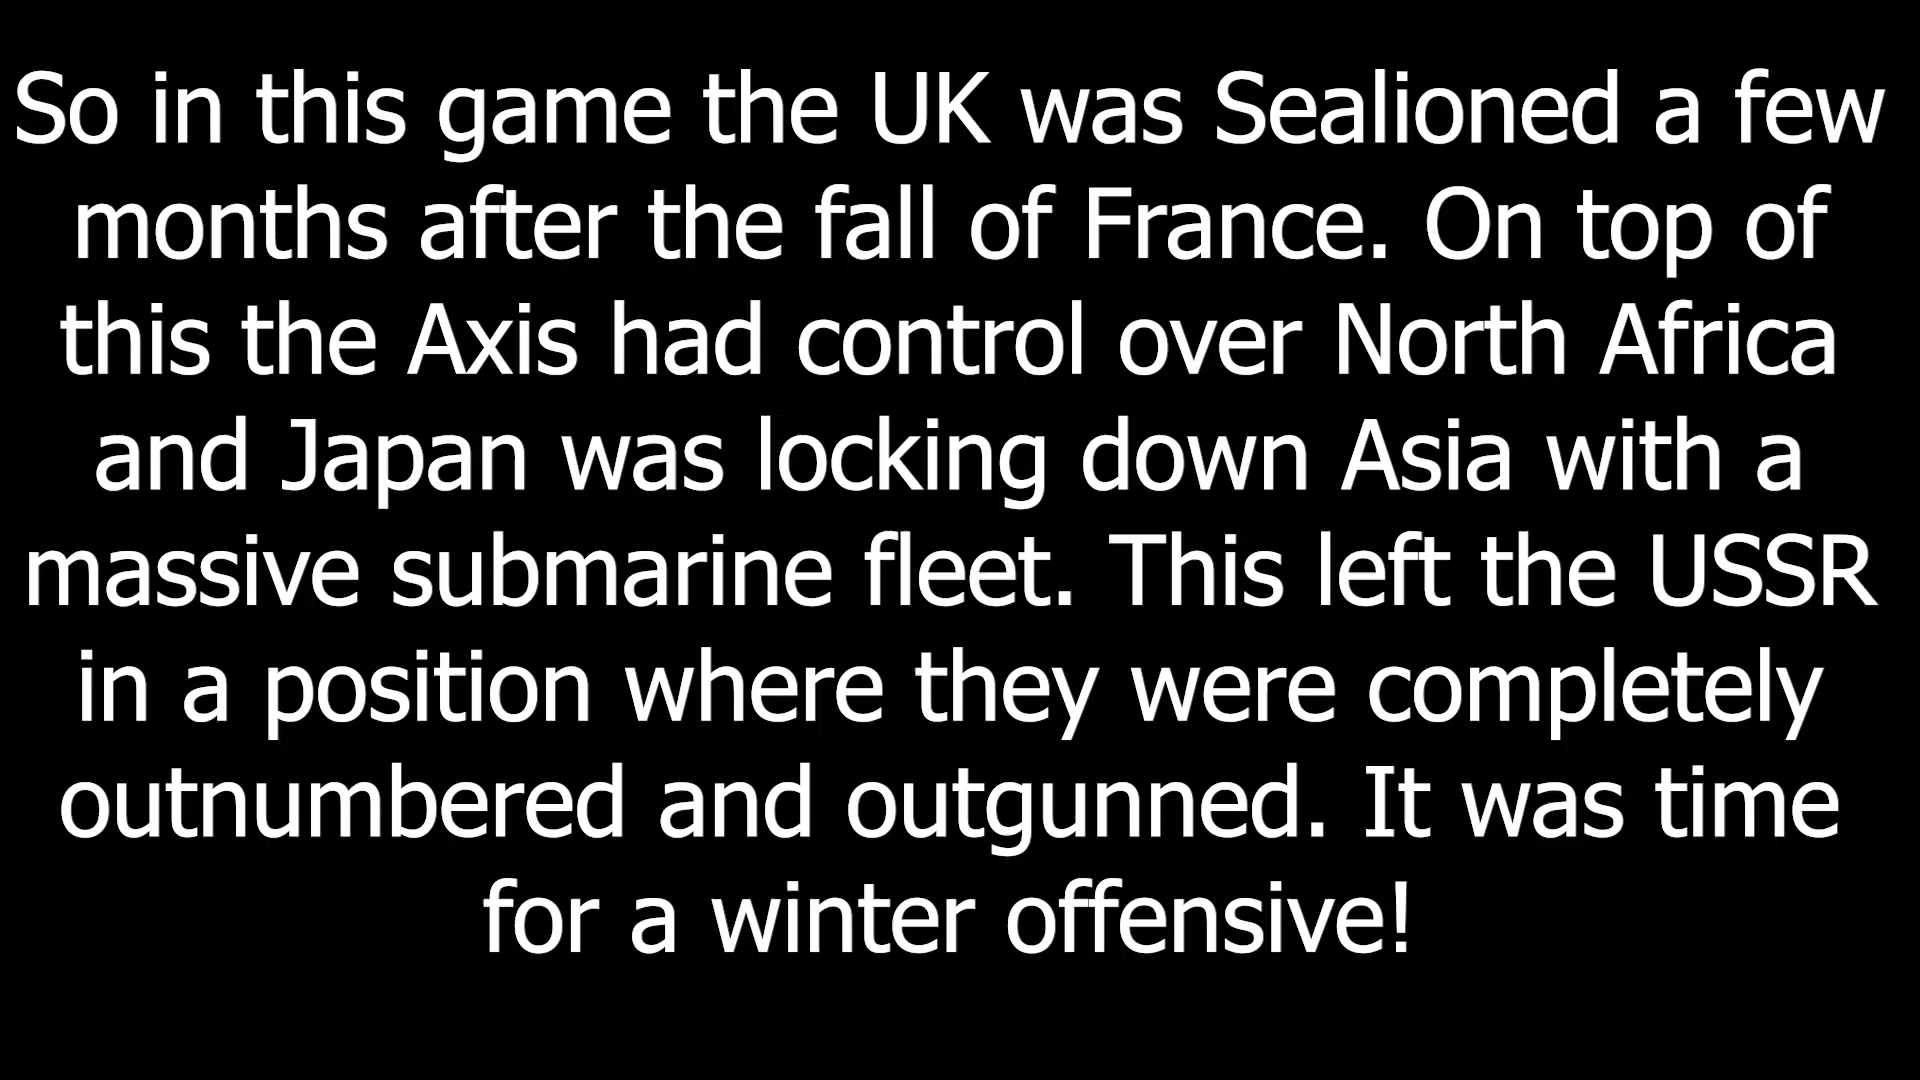 So in this game the UK was Sealioned a few
months after the fall of France. On top of
this the Axis had control over North Africa
and Japan was locking down Asia with a
massive submarine fleet. This left the USSR
in a position where they were completely
outnumbered and outgunned. It was time
for a winter offensive!